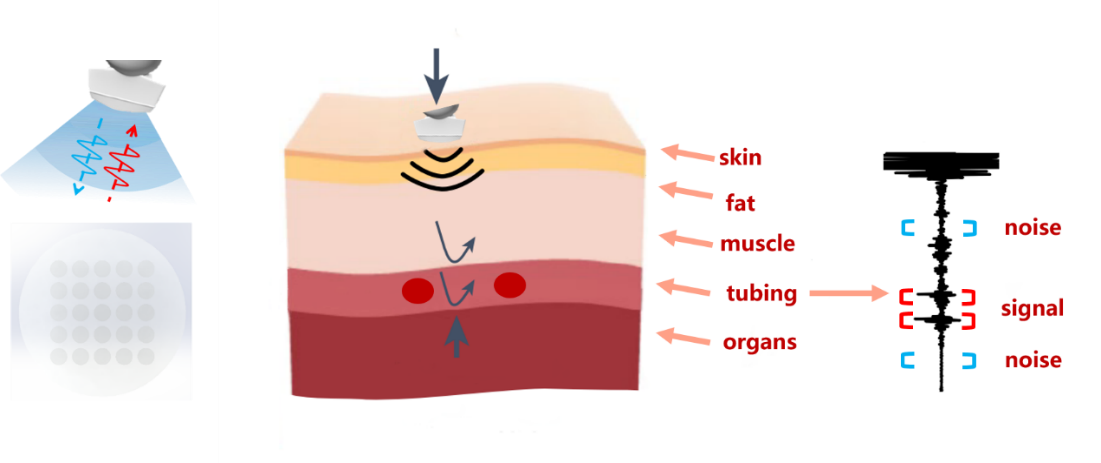 skin
fat
muscle
tubing
organs
noise
signal
noise